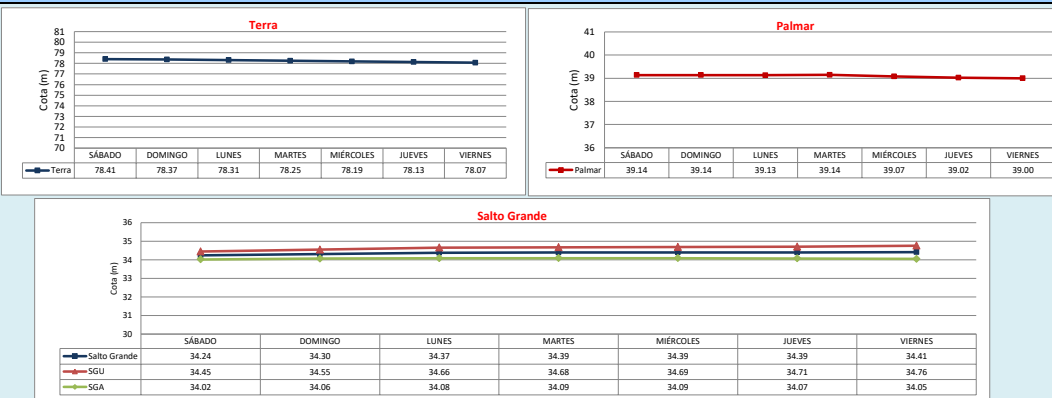 Terra
Cota (m)
81
80
79
78
77
76
75
74
73
72
71
70
SÁBADO DOMINGO LUNES MARTES MIÉRCOLES JUEVES VIERNES
Terra 78.41 78.37 78.31 78.25 78.19 78.13 78.07
Palmar
Cota (m)
41
40
39
38
37
36
SÁBADO DOMINGO LUNES MARTES MIÉRCOLES JUEVES VIERNES
Palmar 39.14 39.14 39.13 39.14 39.07 39.02 39.00
Salto Grande
Cota (m)
36
35
34
33
32
31
30
SÁBADO DOMINGO LUNES MARTES MIÉRCOLES JUEVES VIERNES
Salto Grande 34.24 34.30 34.37 34.39 34.39 34.39 34.41
SGU 34.45 34.55 34.66 34.68 34.69 34.71 34.76
SGA 34.02 34.06 34.08 34.09 34.09 34.07 34.05